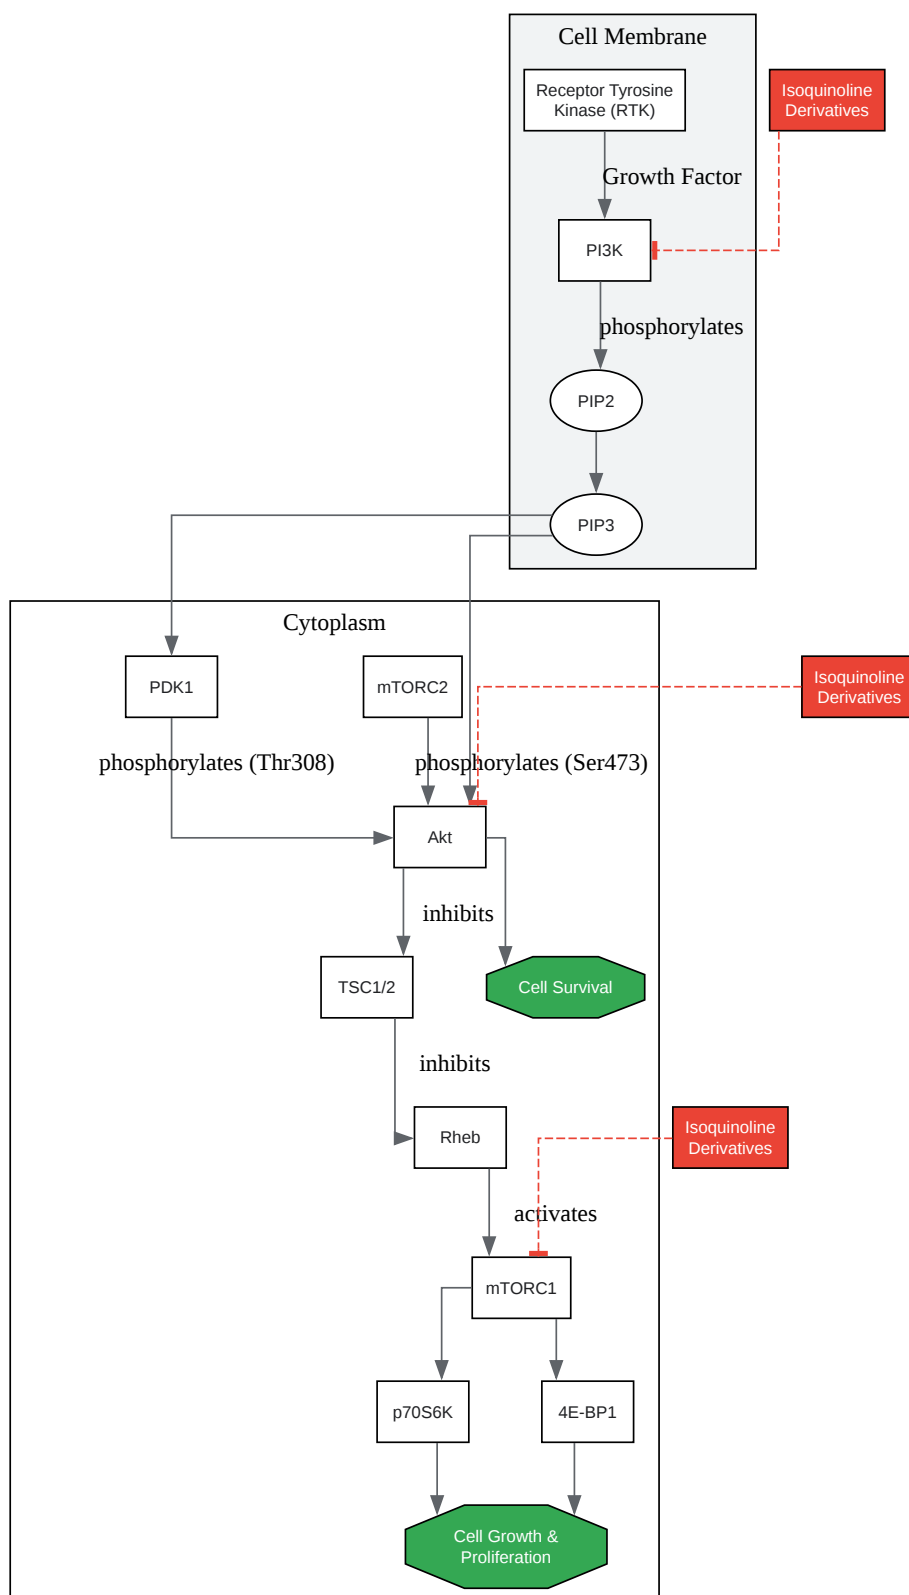 Cell Membrane
Receptor Tyrosine
Kinase (RTK)
Isoquinoline
Derivatives
Growth Factor
PI3K
phosphorylates
PIP2
PIP3
Cytoplasm
PDK1
mTORC2
Isoquinoline
Derivatives
phosphorylates (Thr308)
phosphorylates (Ser473)
Akt
inhibits
TSC1/2
Cell Survival
inhibits
Rheb
Isoquinoline
Derivatives
activates
mTORC1
p70S6K
4E-BP1
Cell Growth &
Proliferation